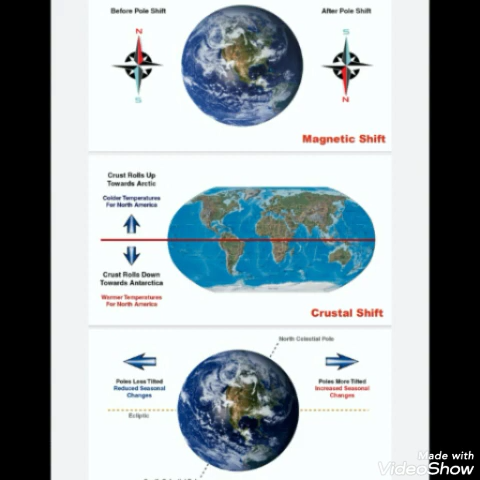 Before Pole Shift
After Pole Shift
N
S
S
N
Magnetic Shift
Crust Rolls Up
Towards Arctic
Colder Temperatures
For North America
Crust Rolls Down
Towards Antarctica
Warmer Temperatures
For North America
Crustal Shift
North Celestial Pole
Poles Less Tilted
Reduced Seasonal
Changes
Poles More Tilted
Increased Seasonal
Changes
Ecliptic
Made with
VideoShow